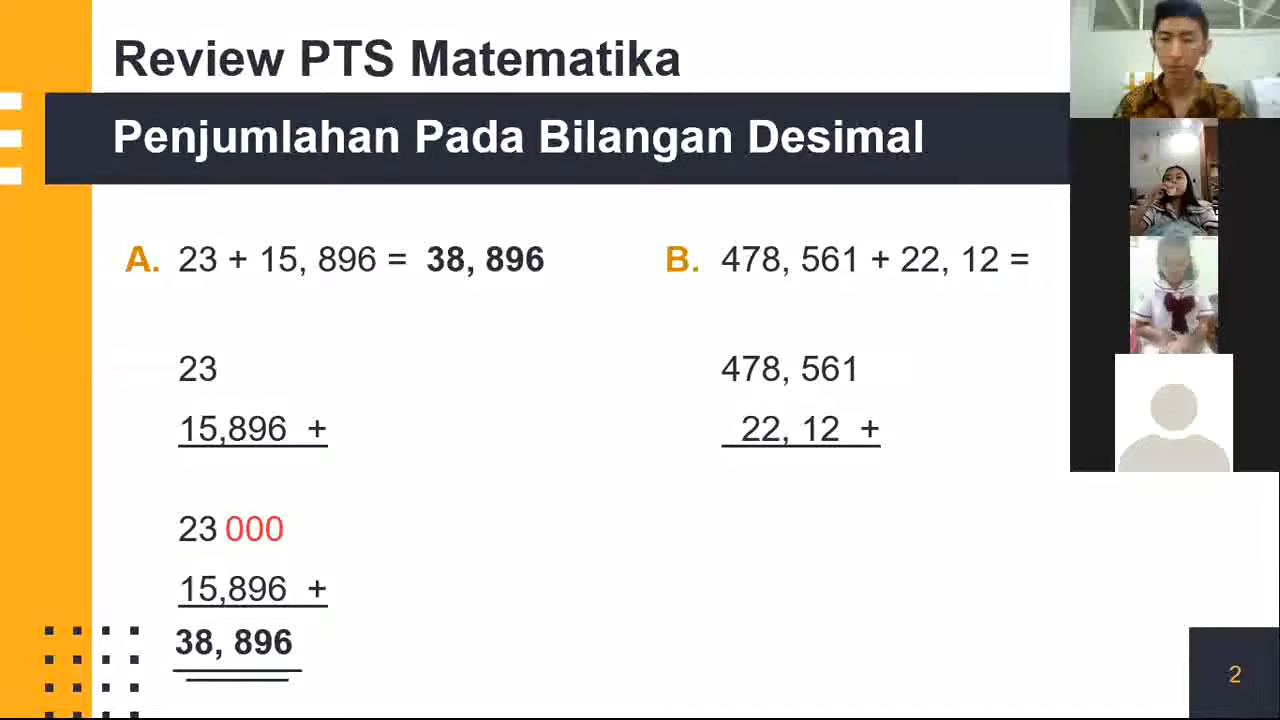 Review PTS Matematika
Penjumlahan Pada Bilangan Desimal
A. 23 + 15, 896 = 38, 896
23
15,896 +
23 000
15,896 +
38, 896
B. 478, 561 + 22, 12 =
478, 561
22, 12 +
2